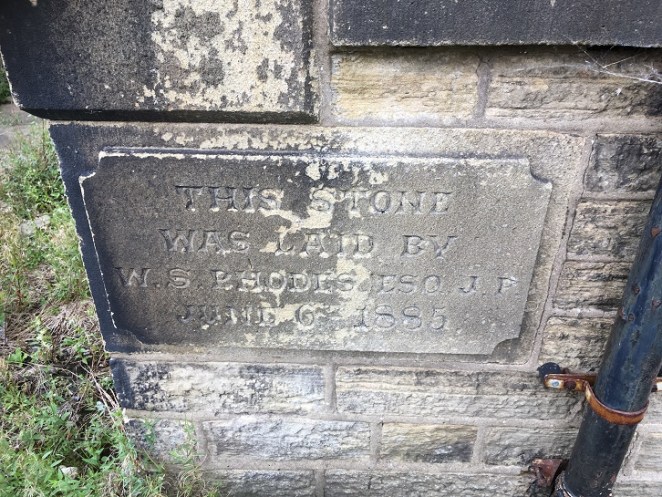 THIS STONE
WAS LAID BY
W. S. RHODES ESQ. J. P.
JUNE 6TH 1885.